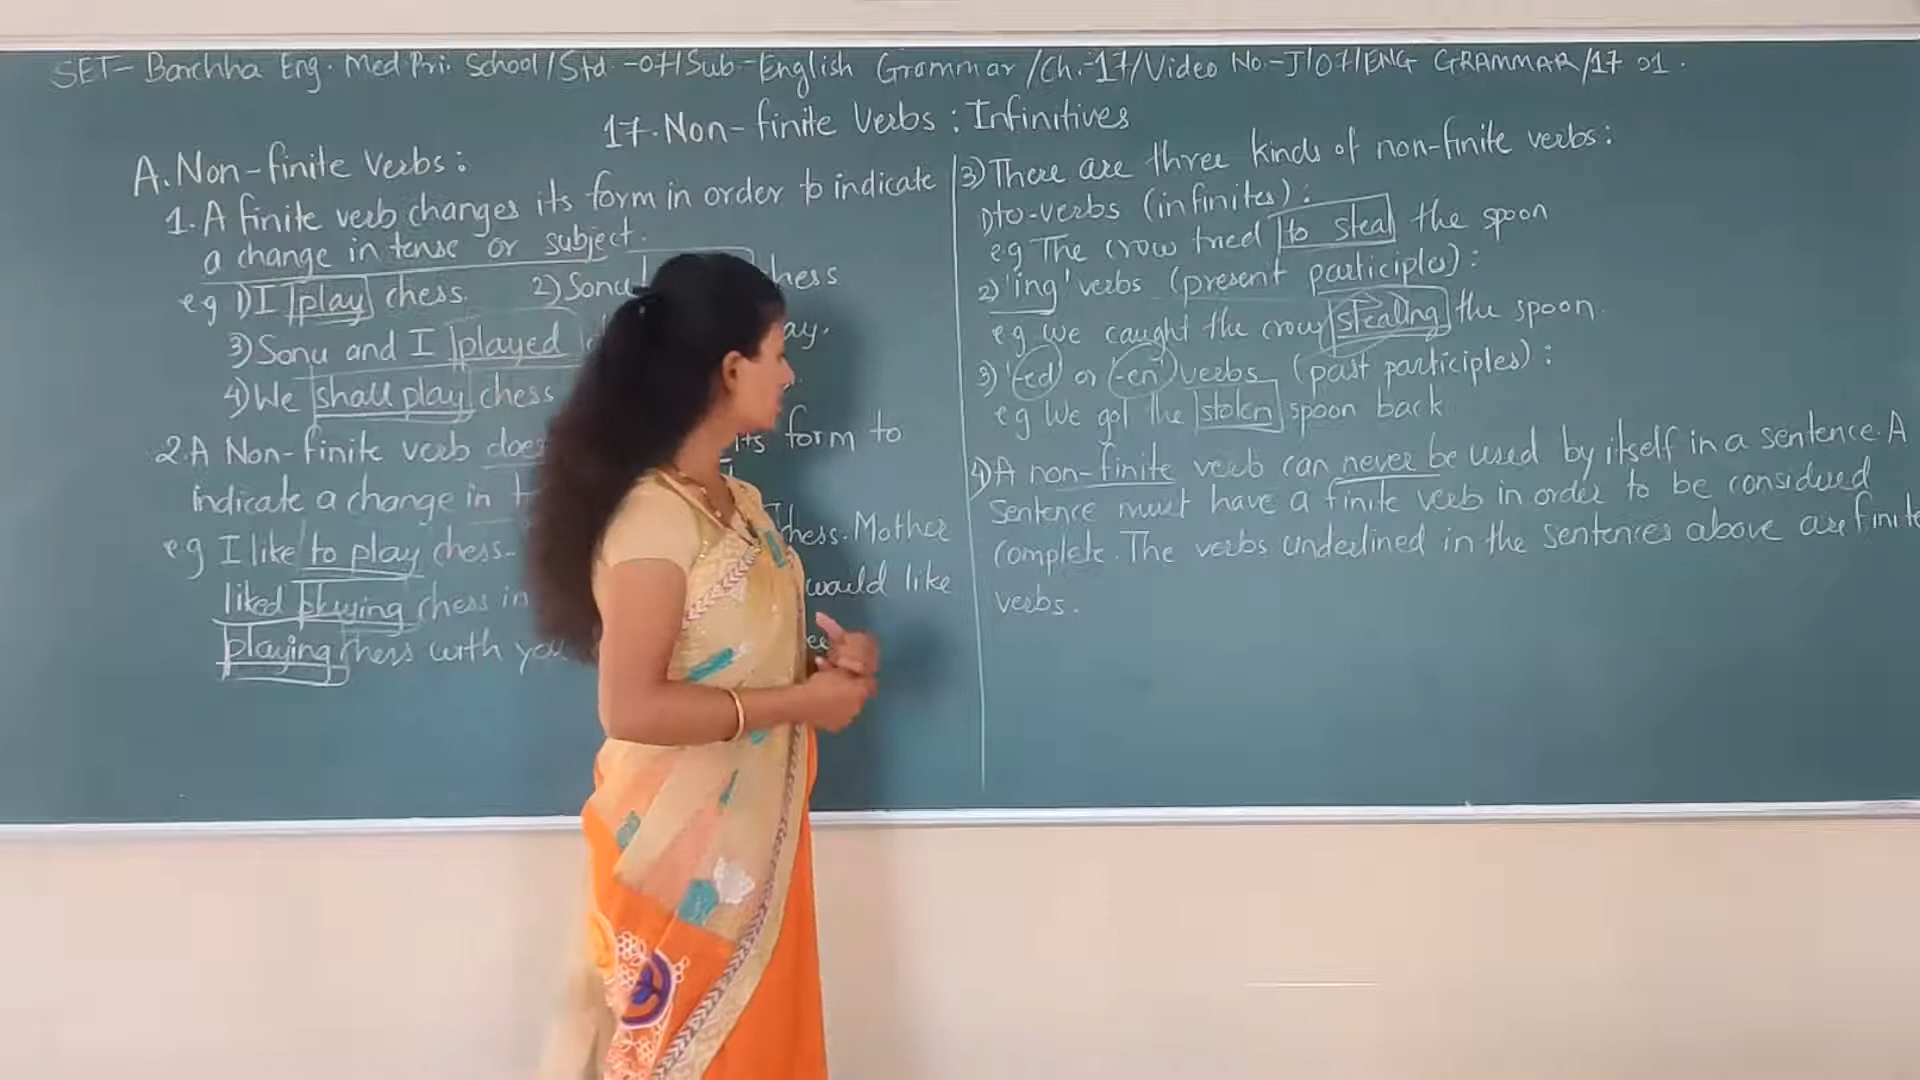 SET- Barchha Eng. Med Pri. School/Std -07/Sub-English Grammar/Ch.-17/Video No.-J/07/ENG GRAMMAR/17 01.
17. Non-finite Verbs : Infinitives
A. Non-finite verbs :
1. A finite verb changes its form in order to indicate
a change in tense or subject.
eg 1) I play chess. 2) Sonu chess
3) Sonu and I played ay.
4) We shall play chess
2. A Non-finite verb does its form to
indicate a change in
eg I like to play chess. chess. Mother
liked playing chess in would like
playing chess with you
3) There are three kinds of non-finite verbs :
1) to-verbs (infinites) :
eg The crow tried to steal the spoon
2) 'ing' verbs (present participles) :
eg We caught the crow stealing the spoon.
3) '-ed' or '-en' verbs (past participles) :
eg We got the stolen spoon back
4) A non-finite verb can never be used by itself in a sentence. A
sentence must have a finite verb in order to be considered
complete. The verbs underlined in the sentences above are finite
verbs.